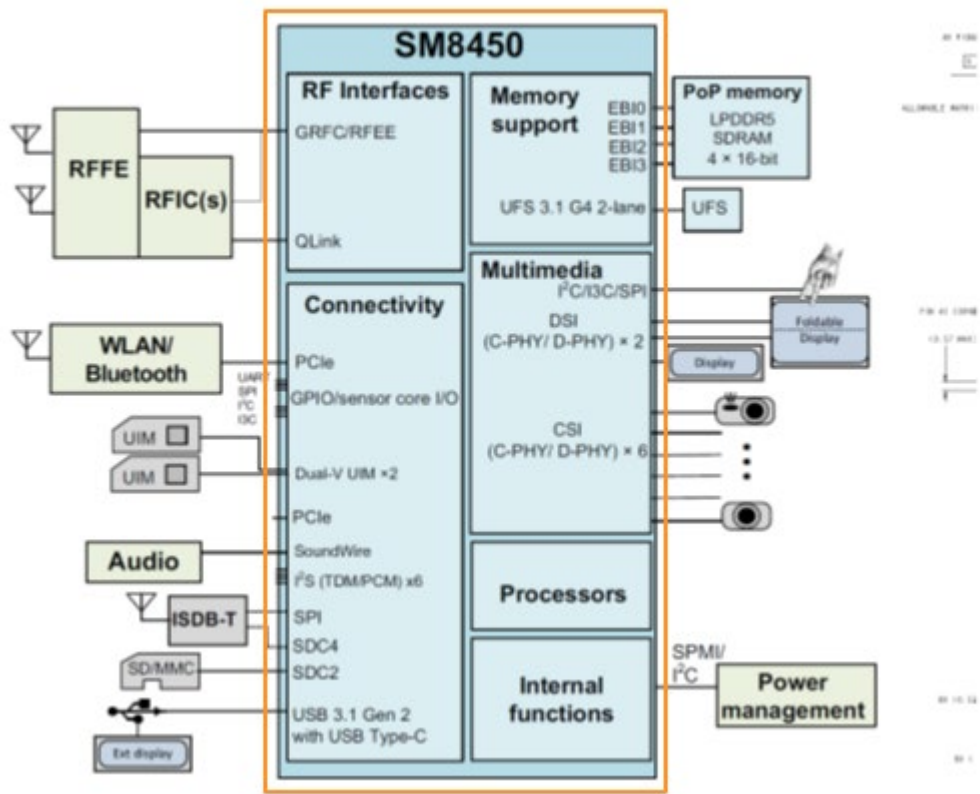 SM8450
RF Interfaces
GRFC/RFEE
QLink
RFFE
RFIC(s)
Memory
support
EBI0
EBI1
EBI2
EBI3
UFS 3.1 G4 2-lane
PoP memory
LPDDR5
SDRAM
4 × 16-bit
UFS
Multimedia
I²C/I3C/SPI
DSI
(C-PHY/ D-PHY) × 2
CSI
(C-PHY/ D-PHY) × 6
Foldable
Display
Display
Connectivity
PCIe
GPIO/sensor core I/O
Dual-V UIM ×2
PCIe
SoundWire
I²S (TDM/PCM) x6
SPI
SDC4
SDC2
USB 3.1 Gen 2
with USB Type-C
WLAN/
Bluetooth
UART
SPI
I²C
I3C
UIM
UIM
Audio
ISDB-T
SD/MMC
Ext display
Processors
Internal
functions
SPMI/
I²C
Power
management